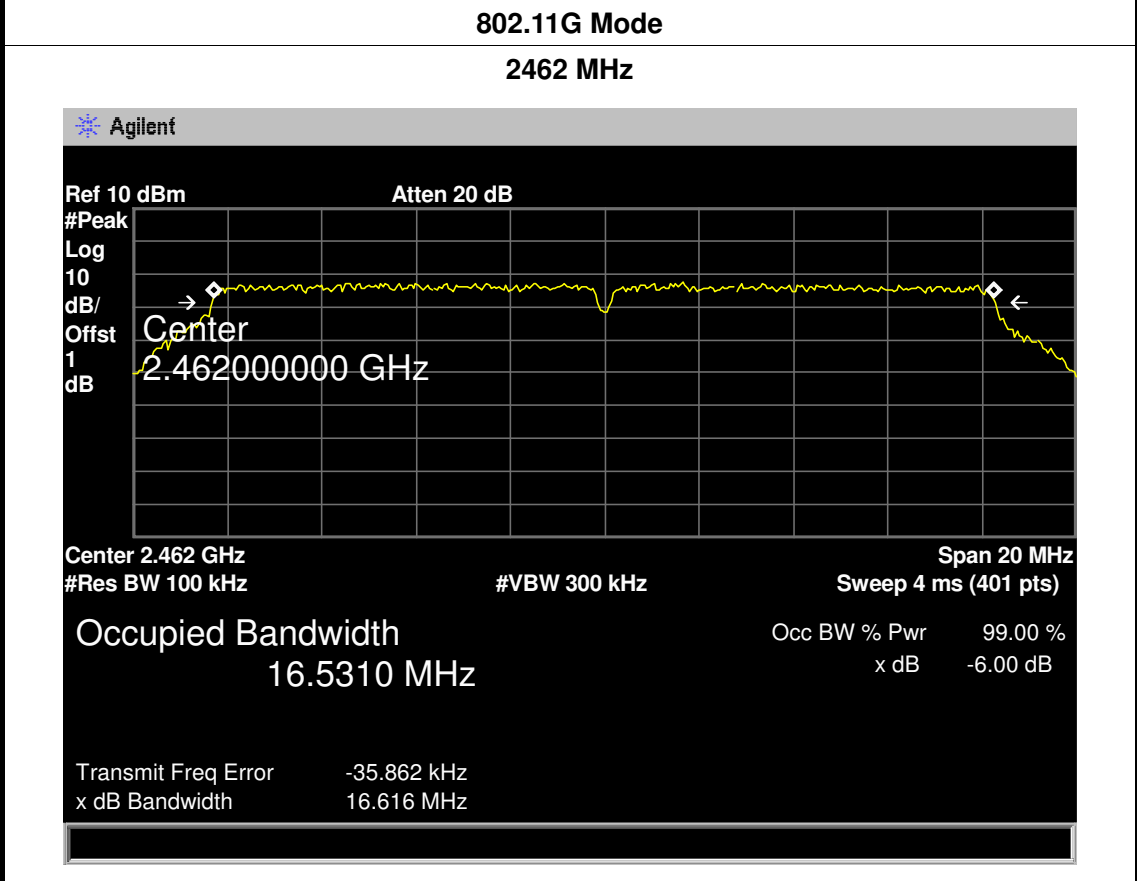 802.11G Mode
2462 MHz
Agilent
Ref 10 dBm Atten 20 dB
#Peak
Log
10
dB/
Offst
1
dB
Center
2.462000000 GHz
Center 2.462 GHz Span 20 MHz
#Res BW 100 kHz #VBW 300 kHz Sweep 4 ms (401 pts)
Occupied Bandwidth Occ BW % Pwr 99.00 %
16.5310 MHz x dB -6.00 dB
Transmit Freq Error -35.862 kHz
x dB Bandwidth 16.616 MHz